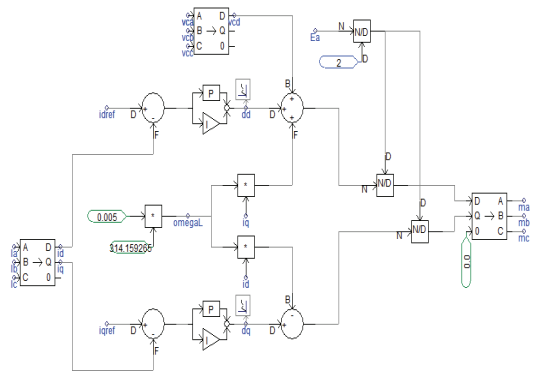 vca A D vcd
vcb B → Q
vcc C 0
Ea
N
N/D
2
D
B
P
I
idref
D
+
-
F
dd
D
+
+
+
F
*
iq
0.005
*
omegaL
314.159265
D
N
N/D
D
N
N/D
D A ma
Q → B mb
0 C mc
0.0
Ia A D id
Ib B → Q iq
Ic C 0
*
id
B
P
I
iqref
D
+
-
F
dq
D
+
-